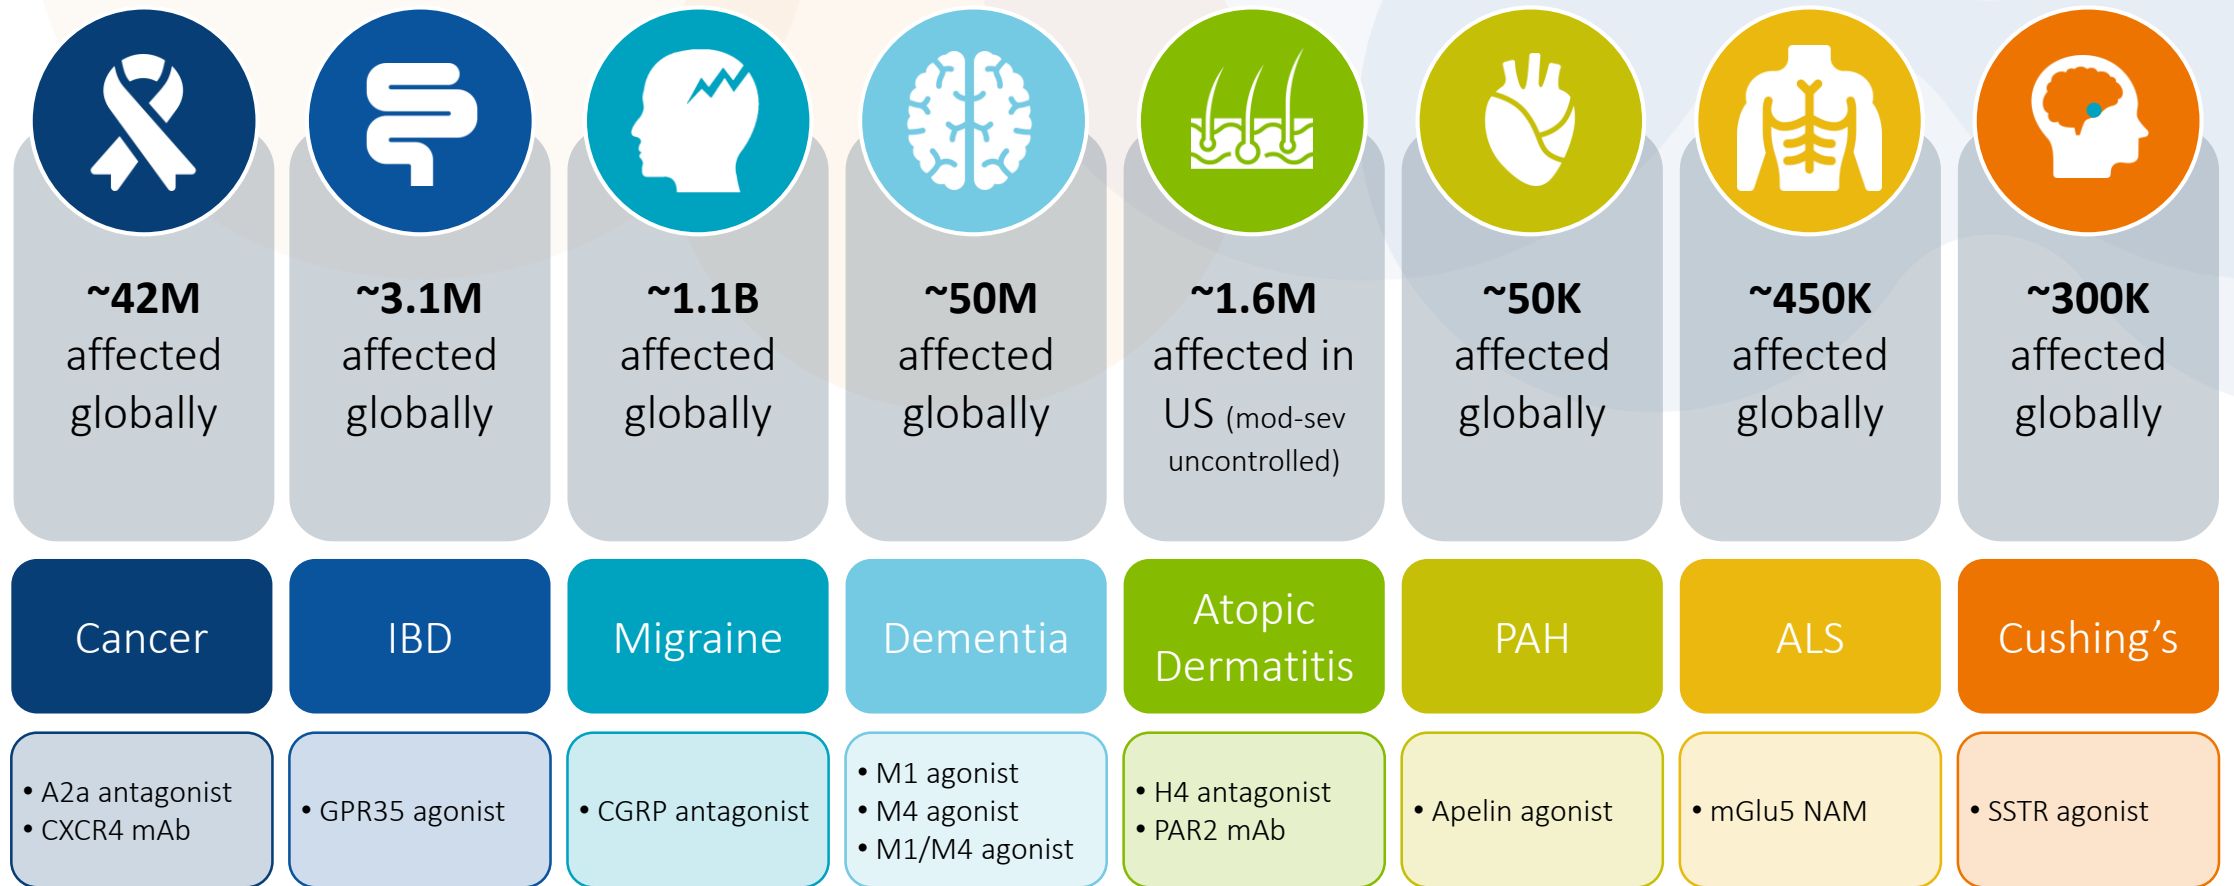 ~42M
affected
globally
~3.1M
affected
globally
~1.1B
affected
globally
~50M
affected
globally
~1.6M
affected in
US (mod-sev
uncontrolled)
~50K
affected
globally
~450K
affected
globally
~300K
affected
globally
Cancer
IBD
Migraine
Dementia
Atopic
Dermatitis
PAH
ALS
Cushing’s
• A2a antagonist
• CXCR4 mAb
• GPR35 agonist
• CGRP antagonist
• M1 agonist
• M4 agonist
• M1/M4 agonist
• H4 antagonist
• PAR2 mAb
• Apelin agonist
• mGlu5 NAM
• SSTR agonist